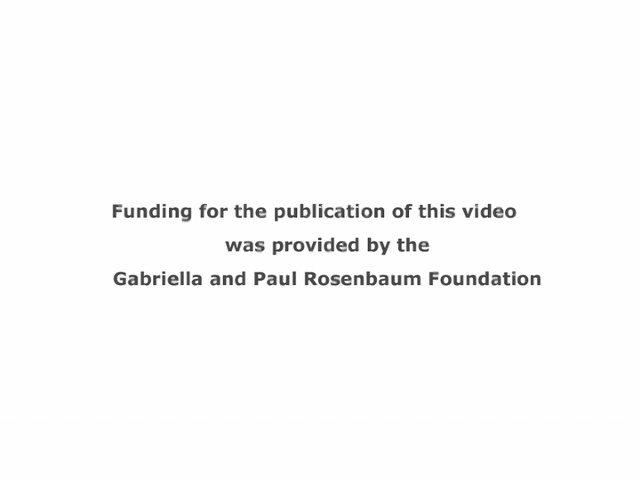 Funding for the publication of this video
was provided by the
Gabriella and Paul Rosenbaum Foundation